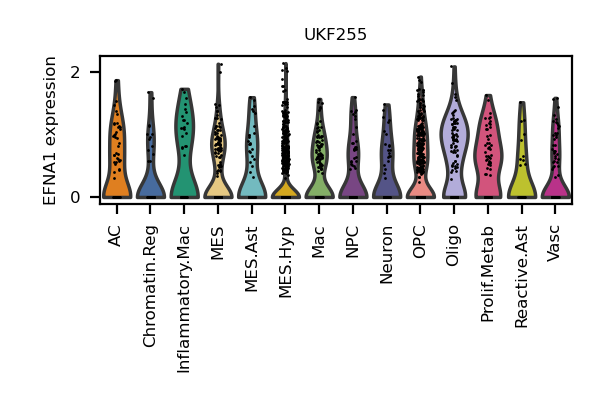 UKF255
EFNA1 expression
2
0
AC
Chromatin.Reg
Inflammatory.Mac
MES
MES.Ast
MES.Hyp
Mac
NPC
Neuron
OPC
Oligo
Prolif.Metab
Reactive.Ast
Vasc